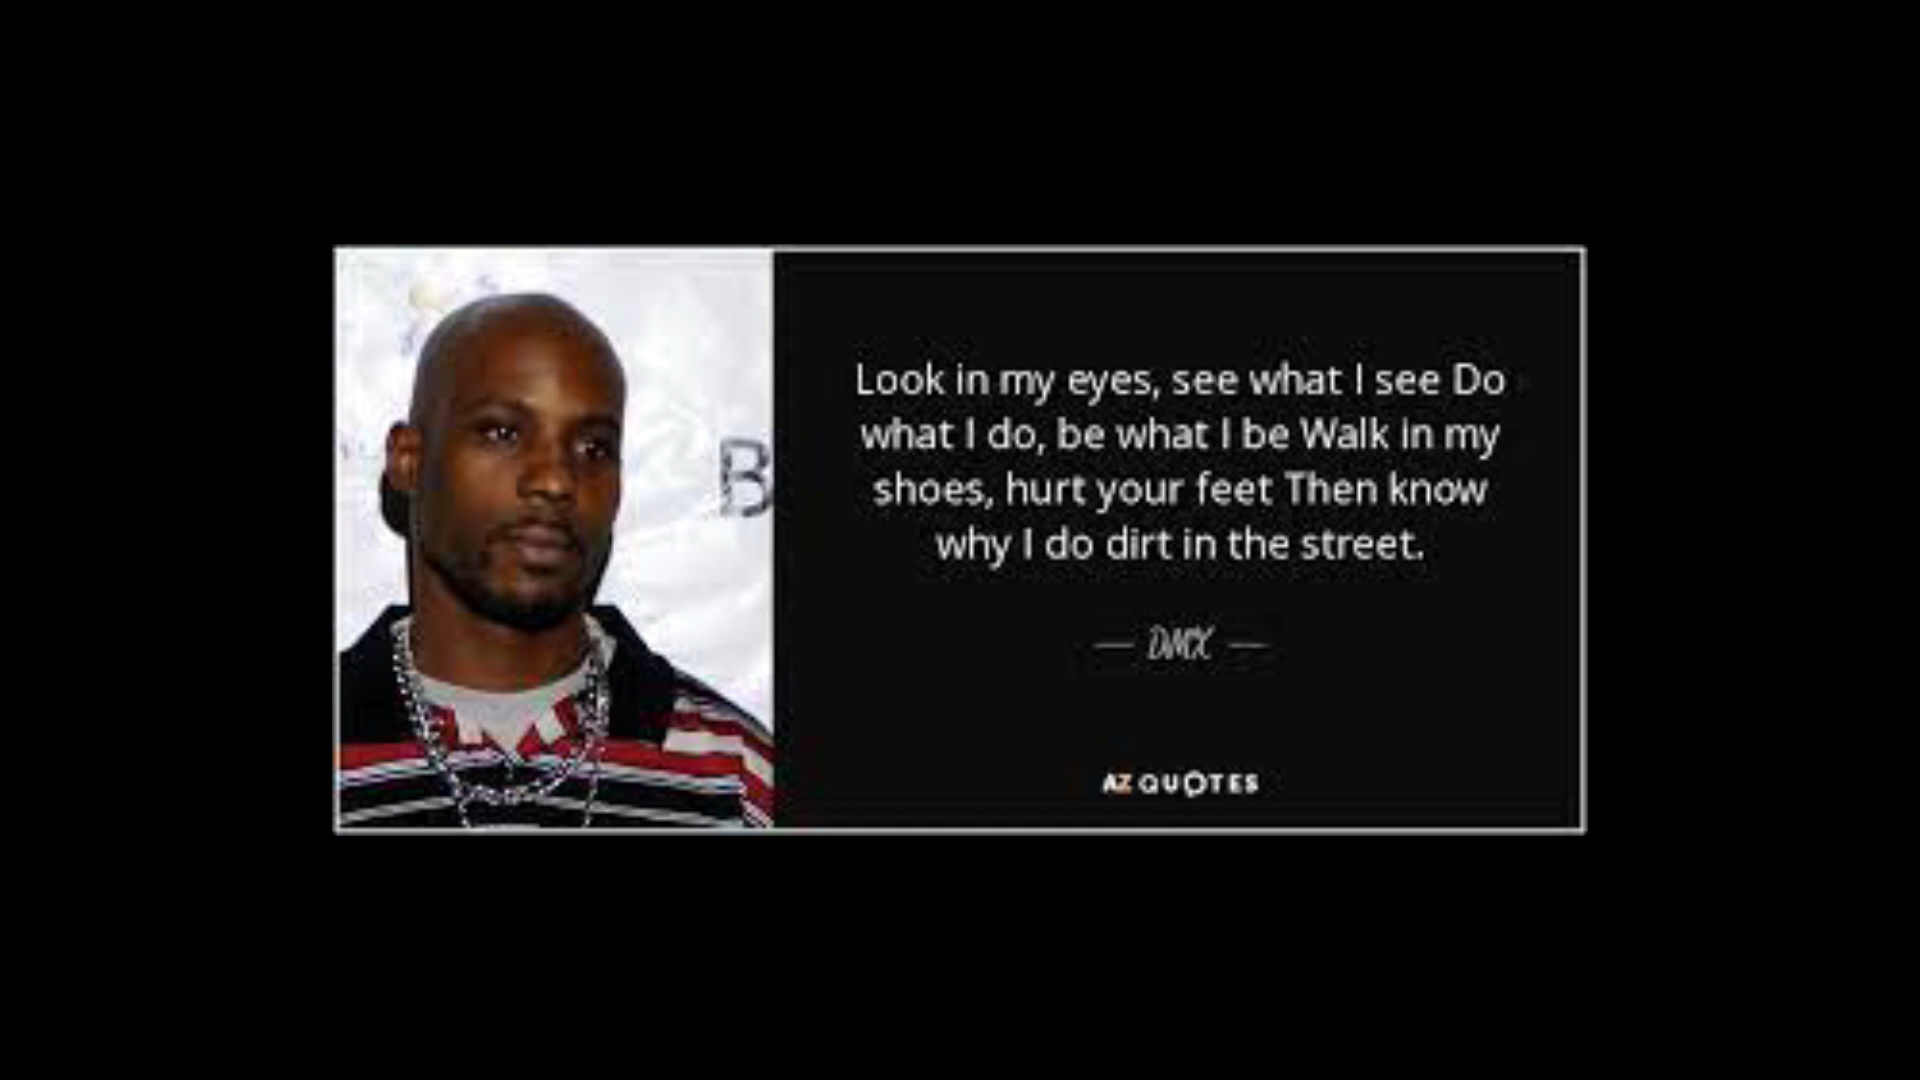 Look in my eyes, see what I see Do
what I do, be what I be Walk in my
shoes, hurt your feet Then know
why I do dirt in the street.
— DMX —
AZ QUOTES
B